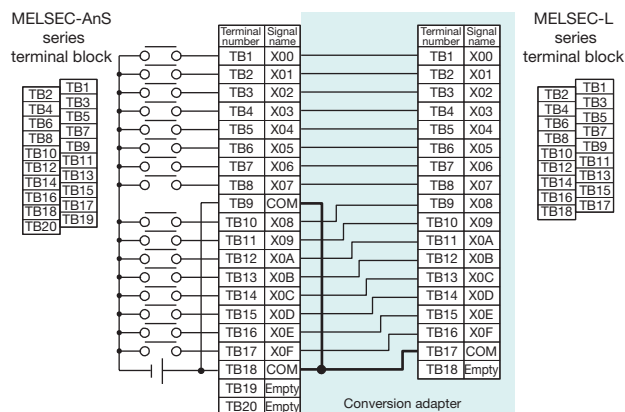 MELSEC-AnS
series
terminal block
TB1
TB2
TB3
TB4
TB5
TB6
TB7
TB8
TB9
TB10
TB11
TB12
TB13
TB14
TB15
TB16
TB17
TB18
TB19
TB20
Terminal number Signal name
TB1 X00
TB2 X01
TB3 X02
TB4 X03
TB5 X04
TB6 X05
TB7 X06
TB8 X07
TB9 COM
TB10 X08
TB11 X09
TB12 X0A
TB13 X0B
TB14 X0C
TB15 X0D
TB16 X0E
TB17 X0F
TB18 COM
TB19 Empty
TB20 Empty
Conversion adapter
Terminal number Signal name
TB1 X00
TB2 X01
TB3 X02
TB4 X03
TB5 X04
TB6 X05
TB7 X06
TB8 X07
TB9 X08
TB10 X09
TB11 X0A
TB12 X0B
TB13 X0C
TB14 X0D
TB15 X0E
TB16 X0F
TB17 COM
TB18 Empty
MELSEC-L
series
terminal block
TB1
TB2
TB3
TB4
TB5
TB6
TB7
TB8
TB9
TB10
TB11
TB12
TB13
TB14
TB15
TB16
TB17
TB18